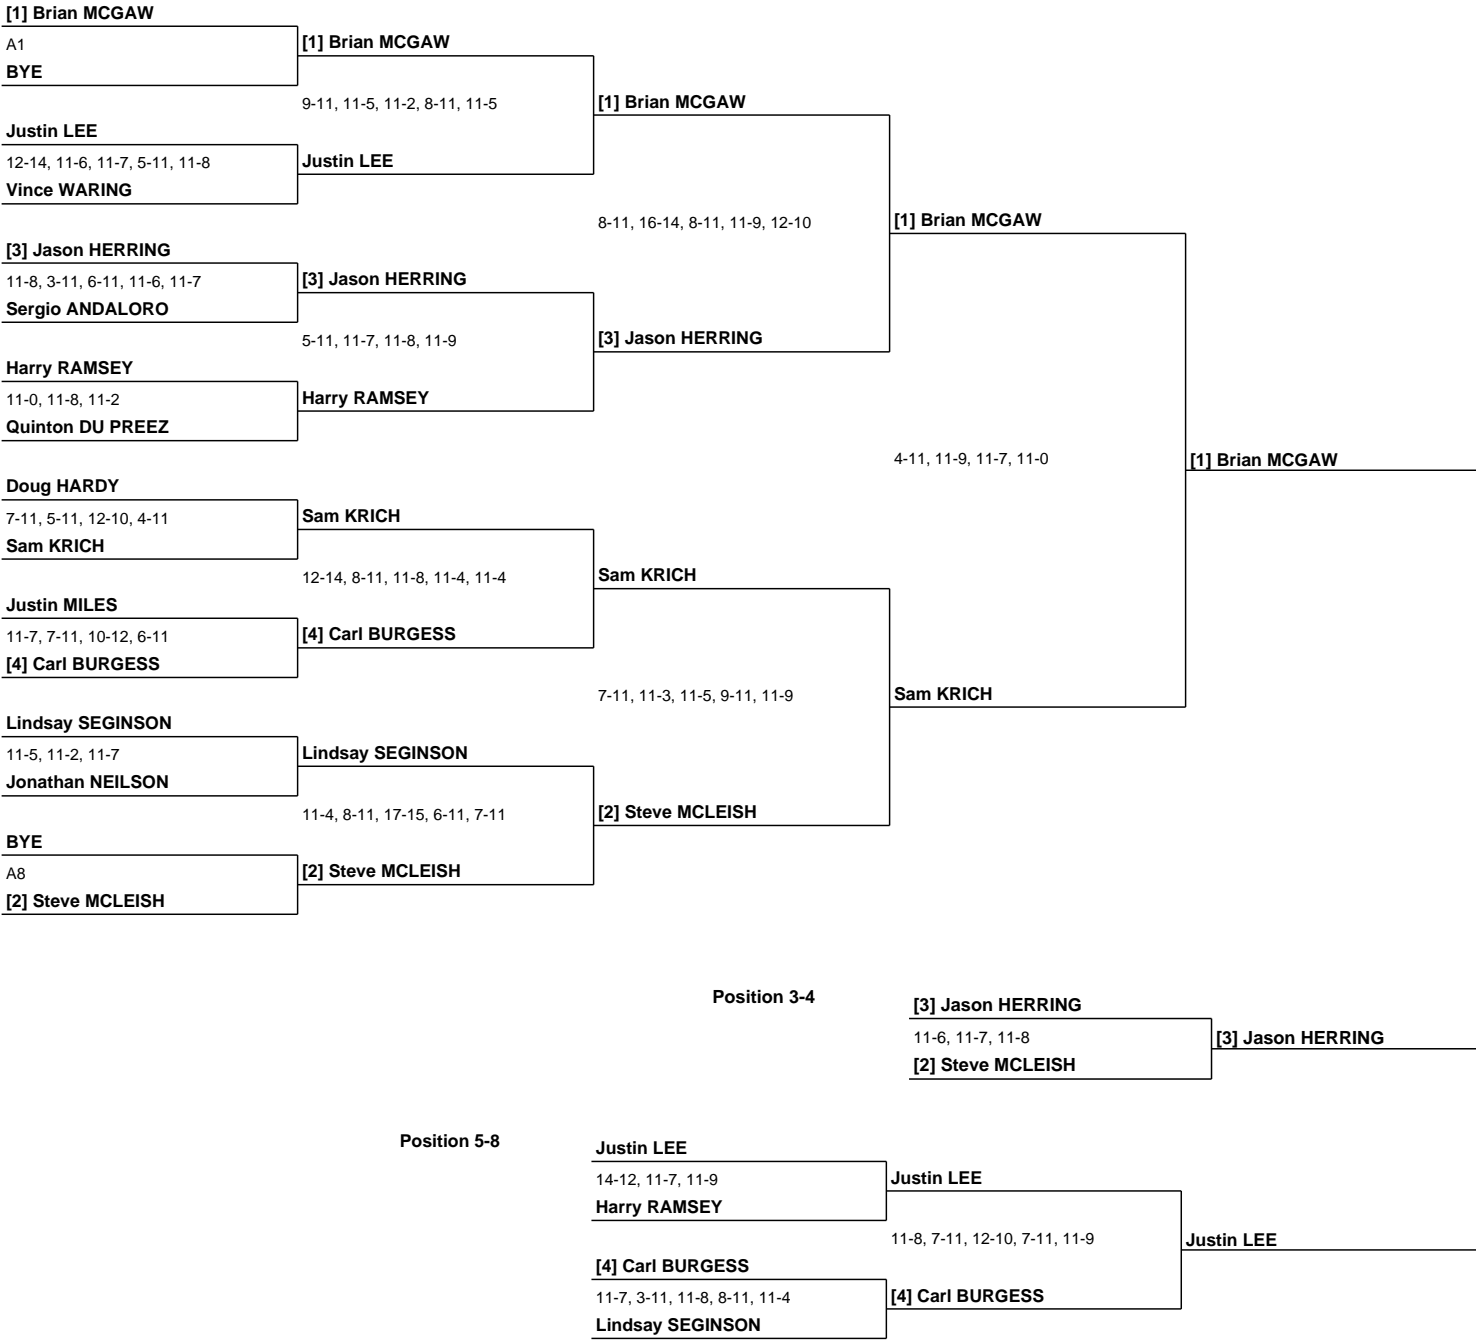 [1] Brian MCGAW
A1
BYE
[1] Brian MCGAW
9-11, 11-5, 11-2, 8-11, 11-5
Justin LEE
12-14, 11-6, 11-7, 5-11, 11-8
Vince WARING
Justin LEE
[1] Brian MCGAW
8-11, 16-14, 8-11, 11-9, 12-10
[3] Jason HERRING
11-8, 3-11, 6-11, 11-6, 11-7
Sergio ANDALORO
[3] Jason HERRING
5-11, 11-7, 11-8, 11-9
Harry RAMSEY
11-0, 11-8, 11-2
Quinton DU PREEZ
Harry RAMSEY
[3] Jason HERRING
[1] Brian MCGAW
4-11, 11-9, 11-7, 11-0
[1] Brian MCGAW
Doug HARDY
7-11, 5-11, 12-10, 4-11
Sam KRICH
Sam KRICH
12-14, 8-11, 11-8, 11-4, 11-4
Justin MILES
11-7, 7-11, 10-12, 6-11
[4] Carl BURGESS
[4] Carl BURGESS
Sam KRICH
7-11, 11-3, 11-5, 9-11, 11-9
Sam KRICH
Lindsay SEGINSON
11-5, 11-2, 11-7
Jonathan NEILSON
Lindsay SEGINSON
11-4, 8-11, 17-15, 6-11, 7-11
BYE
A8
[2] Steve MCLEISH
[2] Steve MCLEISH
[2] Steve MCLEISH
Position 3-4
[3] Jason HERRING
11-6, 11-7, 11-8
[2] Steve MCLEISH
[3] Jason HERRING
Position 5-8
Justin LEE
14-12, 11-7, 11-9
Harry RAMSEY
Justin LEE
11-8, 7-11, 12-10, 7-11, 11-9
Justin LEE
[4] Carl BURGESS
11-7, 3-11, 11-8, 8-11, 11-4
Lindsay SEGINSON
[4] Carl BURGESS